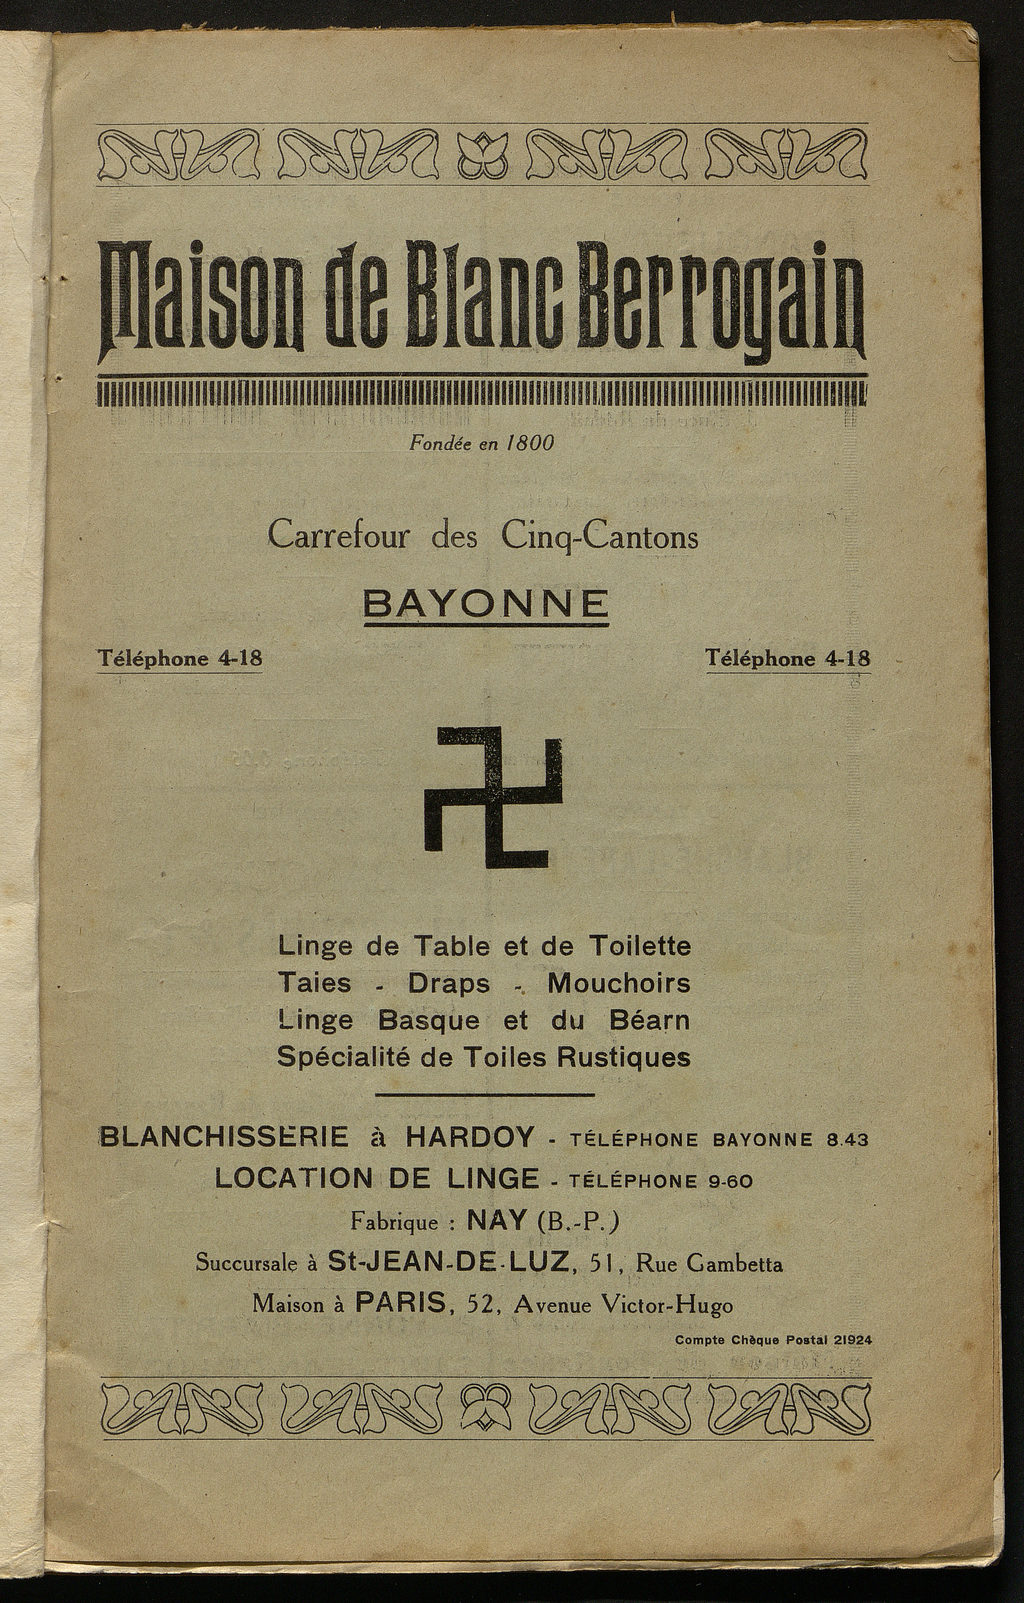 Maison de Blanc Berrogain
Fondée en 1800
Carrefour des Cinq-Cantons
BAYONNE
Téléphone 4-18 Téléphone 4-18
Linge de Table et de Toilette
Taies - Draps - Mouchoirs
Linge Basque et du Béarn
Spécialité de Toiles Rustiques
BLANCHISSERIE à HARDOY - TÉLÉPHONE BAYONNE 8.43
LOCATION DE LINGE - TÉLÉPHONE 9-60
Fabrique : NAY (B.-P.)
Succursale à St-JEAN-DE-LUZ, 51, Rue Gambetta
Maison à PARIS, 52, Avenue Victor-Hugo
Compte Chèque Postal 21924